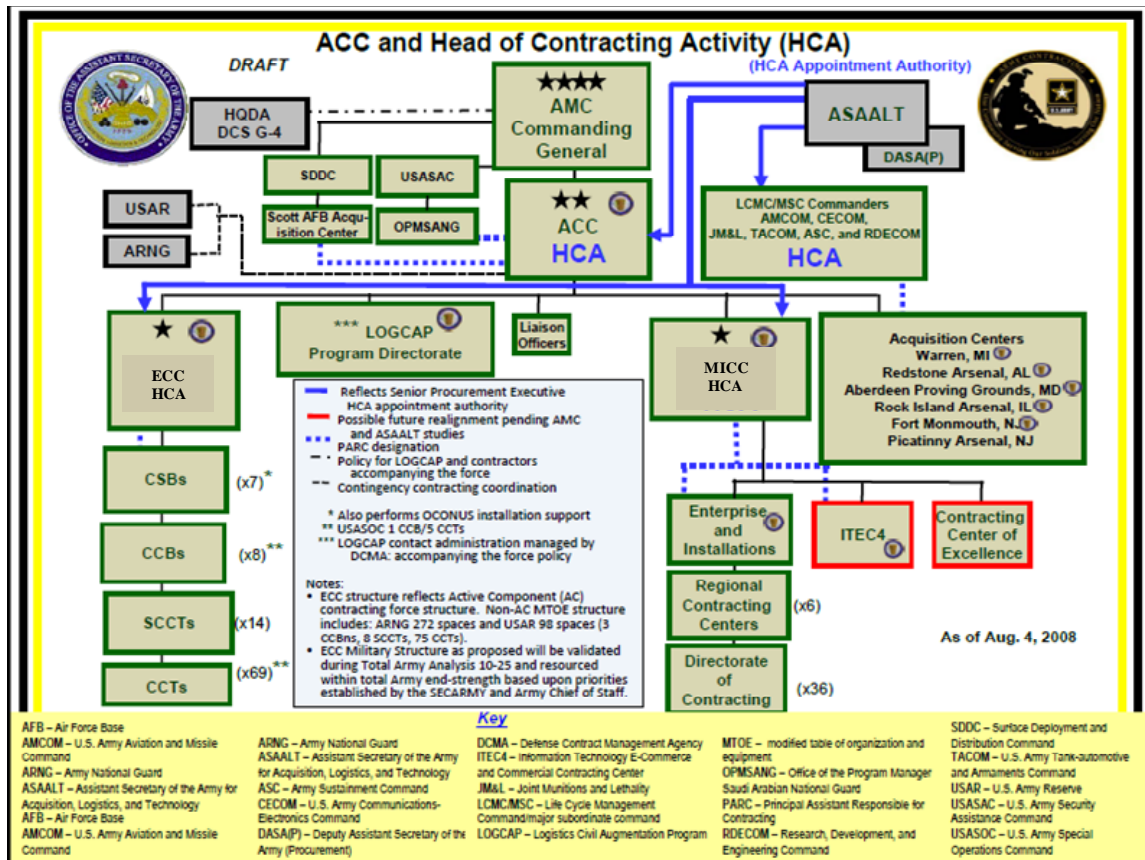 ACC and Head of Contracting Activity (HCA)
DRAFT
(HCA Appointment Authority)
HQDA
DCS G-4
AMC
Commanding
General
ASAALT
DASA(P)
SDDC
USASAC
USAR
ARNG
Scott AFB Acqu-
isition Center
OPMSANG
ACC
HCA
LCMC/MSC Commanders
AMCOM, CECOM,
JM&L, TACOM, ASC, and RDECOM
HCA
ECC
HCA
*** LOGCAP
Program Directorate
Liaison
Officers
MICC
HCA
Acquisition Centers
Warren, MI
Redstone Arsenal, AL
Aberdeen Proving Grounds, MD
Rock Island Arsenal, IL
Fort Monmouth, NJ
Picatinny Arsenal, NJ
Reflects Senior Procurement Executive
HCA appointment authority
Possible future realignment pending AMC
and ASAALT studies
PARC designation
Policy for LOGCAP and contractors
accompanying the force
Contingency contracting coordination
* Also performs OCONUS installation support
** USASOC 1 CCB/5 CCTs
*** LOGCAP contact administration managed by
DCMA: accompanying the force policy
Notes:
• ECC structure reflects Active Component (AC)
contracting force structure. Non-AC MTOE structure
includes: ARNG 272 spaces and USAR 98 spaces (3
CCBns, 8 SCCTs, 75 CCTs).
• ECC Military Structure as proposed will be validated
during Total Army Analysis 10-25 and resourced
within total Army end-strength based upon priorities
established by the SECARMY and Army Chief of Staff.
CSBs
(x7)*
CCBs
(x8)**
SCCTs
(x14)
CCTs
(x69)**
Enterprise
and
Installations
ITEC4
Contracting
Center of
Excellence
Regional
Contracting
Centers
(x6)
Directorate
of
Contracting
(x36)
As of Aug. 4, 2008
Key
AFB – Air Force Base
AMCOM – U.S. Army Aviation and Missile
Command
ARNG – Army National Guard
ASAALT – Assistant Secretary of the Army for
Acquisition, Logistics, and Technology
AFB – Air Force Base
AMCOM – U.S. Army Aviation and Missile
Command
ARNG – Army National Guard
ASAALT – Assistant Secretary of the Army
for Acquisition, Logistics, and Technology
ASC – Army Sustainment Command
CECOM – U.S. Army Communications-
Electronics Command
DASA(P) – Deputy Assistant Secretary of the
Army (Procurement)
DCMA – Defense Contract Management Agency
ITEC4 – Information Technology E-Commerce
and Commercial Contracting Center
JM&L – Joint Munitions and Lethality
LCMC/MSC – Life Cycle Management
Command/major subordinate command
LOGCAP – Logistics Civil Augmentation Program
MTOE – modified table of organization and
equipment
OPMSANG – Office of the Program Manager
Saudi Arabian National Guard
PARC – Principal Assistant Responsible for
Contracting
RDECOM – Research, Development, and
Engineering Command
SDDC – Surface Deployment and
Distribution Command
TACOM – U.S. Army Tank-automotive
and Armaments Command
USAR – U.S. Army Reserve
USASAC – U.S. Army Security
Assistance Command
USASOC – U.S. Army Special
Operations Command